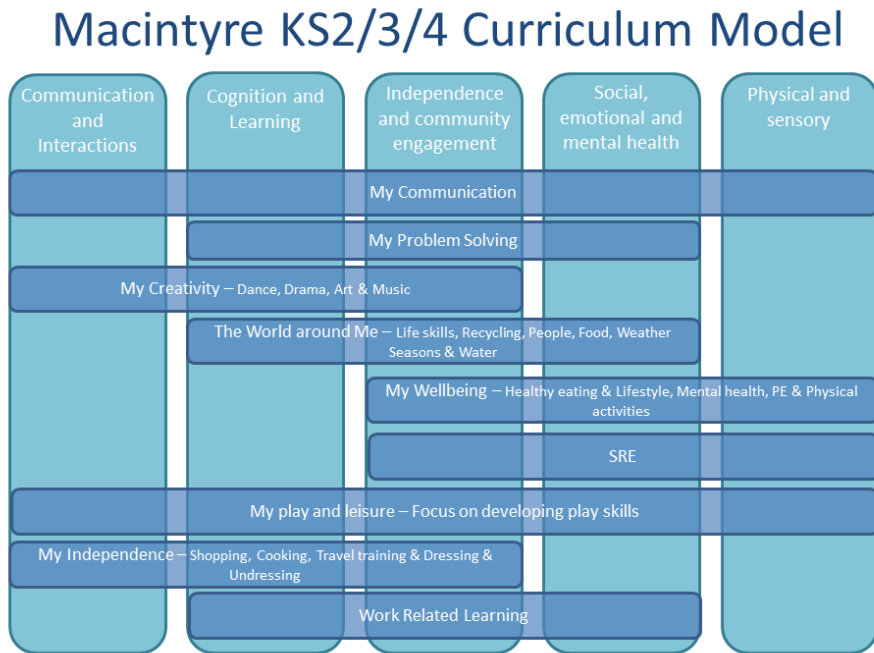 Macintyre KS2/3/4 Curriculum Model
Communication
and
Interactions
Cognition and
Learning
Independence
and community
engagement
Social,
emotional and
mental health
Physical and
sensory
My Communication
My Problem Solving
My Creativity – Dance, Drama, Art & Music
The World around Me – Life skills, Recycling, People, Food, Weather
Seasons & Water
My Wellbeing – Healthy eating & Lifestyle, Mental health, PE & Physical
activities
SRE
My play and leisure – Focus on developing play skills
My Independence – Shopping, Cooking, Travel training & Dressing &
Undressing
Work Related Learning